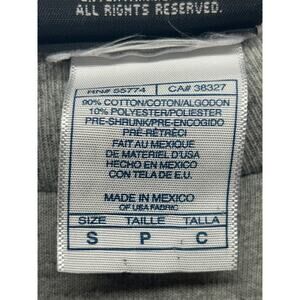 ALL RIGHTS RESERVED.
RN# 55774 CA# 38327
90% COTTON/COTON/ALGODON
10% POLYESTER/POLIESTER
PRE-SHRUNK/PRE-ENCOGIDO
PRÉ-RÉTRÉCI
FAIT AU MEXIQUE
DE MATERIEL D'USA
HECHO EN MEXICO
CON TELA DE E.U.
MADE IN MEXICO
OF USA FABRIC
SIZE TAILLE TALLA
S P C